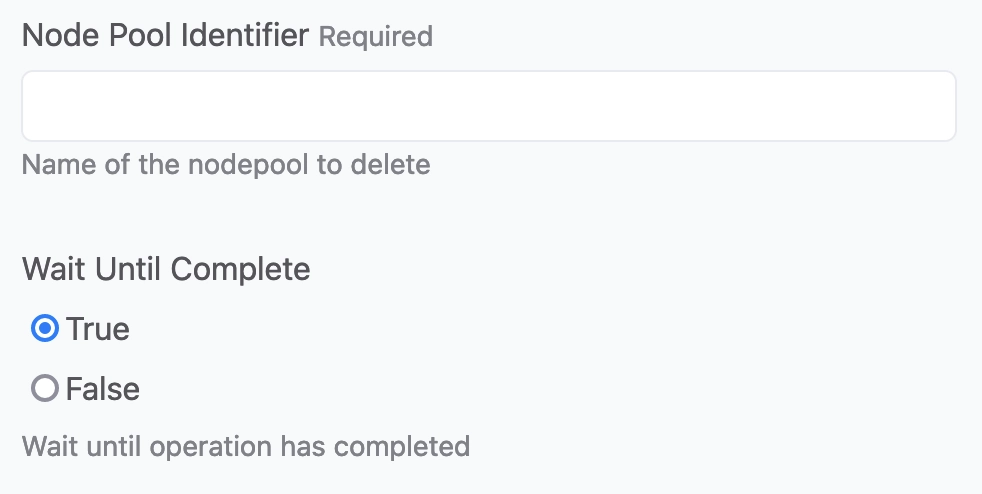 Node Pool Identifier Required
Name of the nodepool to delete
Wait Until Complete
True
False
Wait until operation has completed